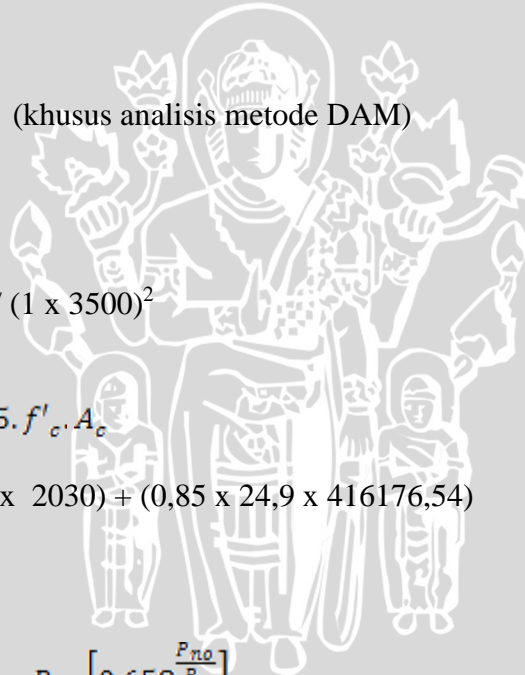 (khusus analisis metode DAM)
/ (1 x 3500)²
5. f'c. Ac
x 2030) + (0,85 x 24,9 x 416176,54)